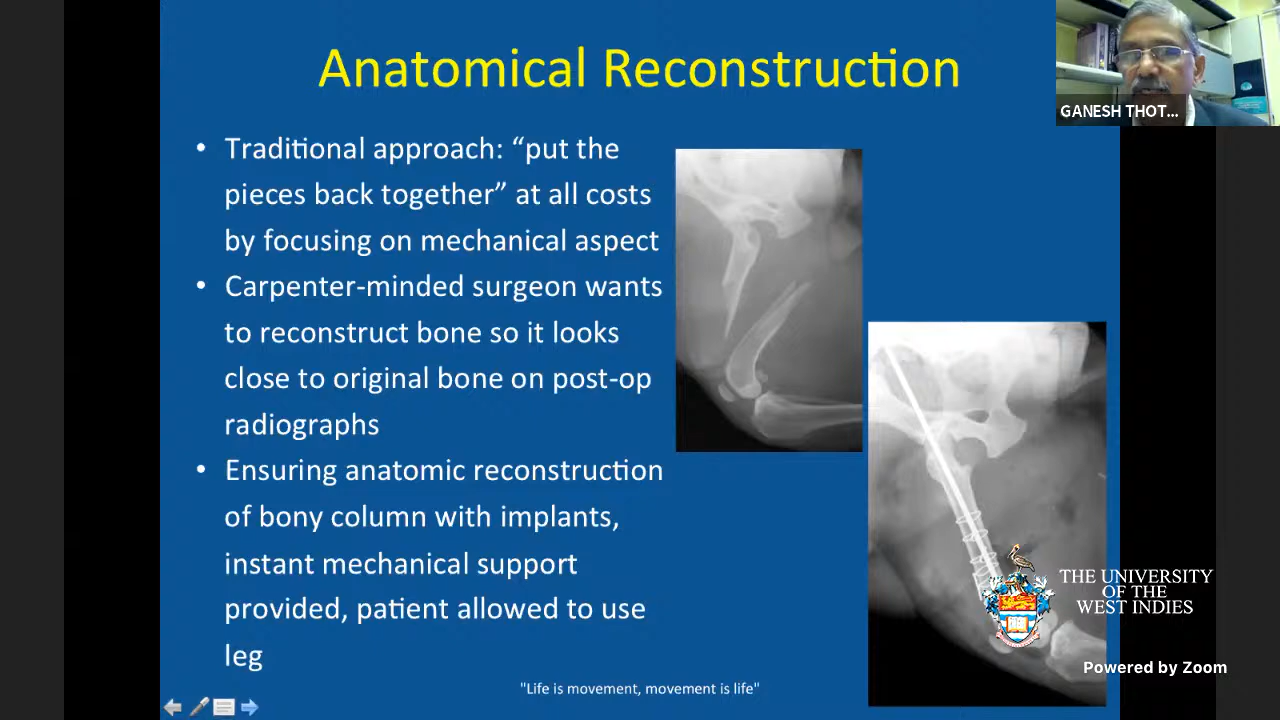 Anatomical Reconstruction
GANESH THOT...
• Traditional approach: “put the
pieces back together” at all costs
by focusing on mechanical aspect
• Carpenter-minded surgeon wants
to reconstruct bone so it looks
close to original bone on post-op
radiographs
• Ensuring anatomic reconstruction
of bony column with implants,
instant mechanical support
provided, patient allowed to use
leg
THE UNIVERSITY
OF THE
WEST INDIES
Powered by Zoom
"Life is movement, movement is life"